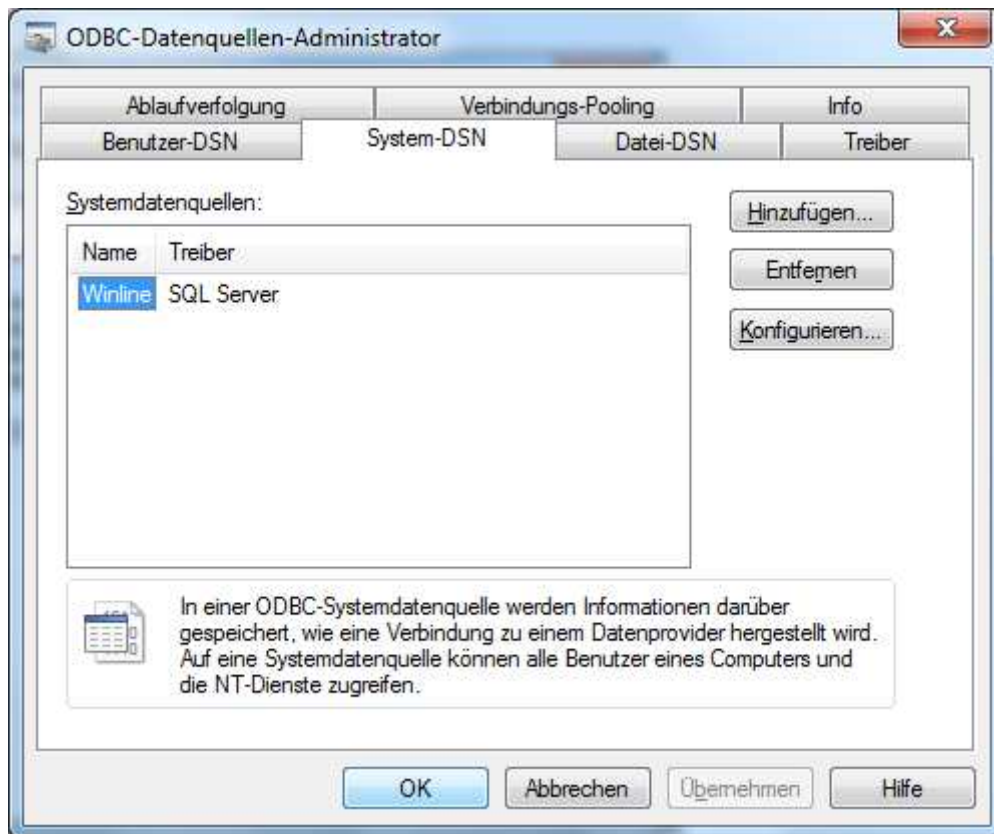 ODBC-Datenquellen-Administrator
Ablaufverfolgung Verbindungs-Pooling Info
Benutzer-DSN System-DSN Datei-DSN Treiber
Systemdatenquellen:
Hinzufügen...
Name Treiber
Entfernen
Winline SQL Server
Konfigurieren...
In einer ODBC-Systemdatenquelle werden Informationen darüber
gespeichert, wie eine Verbindung zu einem Datenprovider hergestellt wird.
Auf eine Systemdatenquelle können alle Benutzer eines Computers und
die NT-Dienste zugreifen.
OK Abbrechen Übernehmen Hilfe